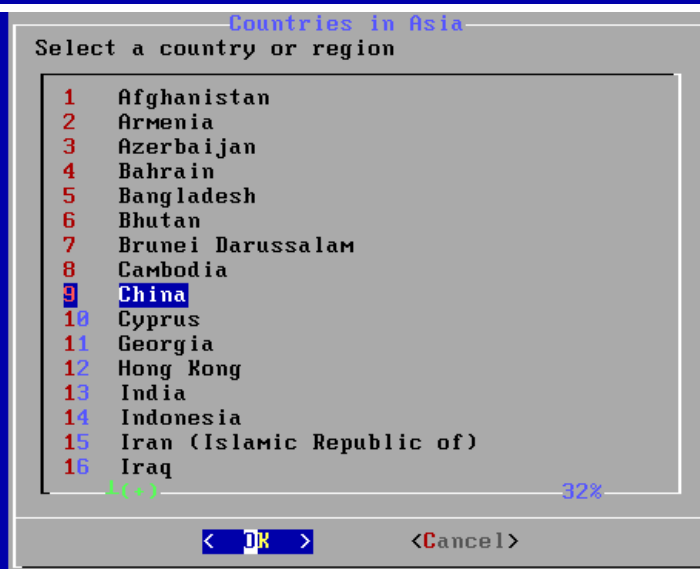 Countries in Asia
Select a country or region
1 Afghanistan
2 Armenia
3 Azerbaijan
4 Bahrain
5 Bangladesh
6 Bhutan
7 Brunei Darussalam
8 Cambodia
9 China
10 Cyprus
11 Georgia
12 Hong Kong
13 India
14 Indonesia
15 Iran (Islamic Republic of)
16 Iraq
┴(+) 32%
< OK > <Cancel>